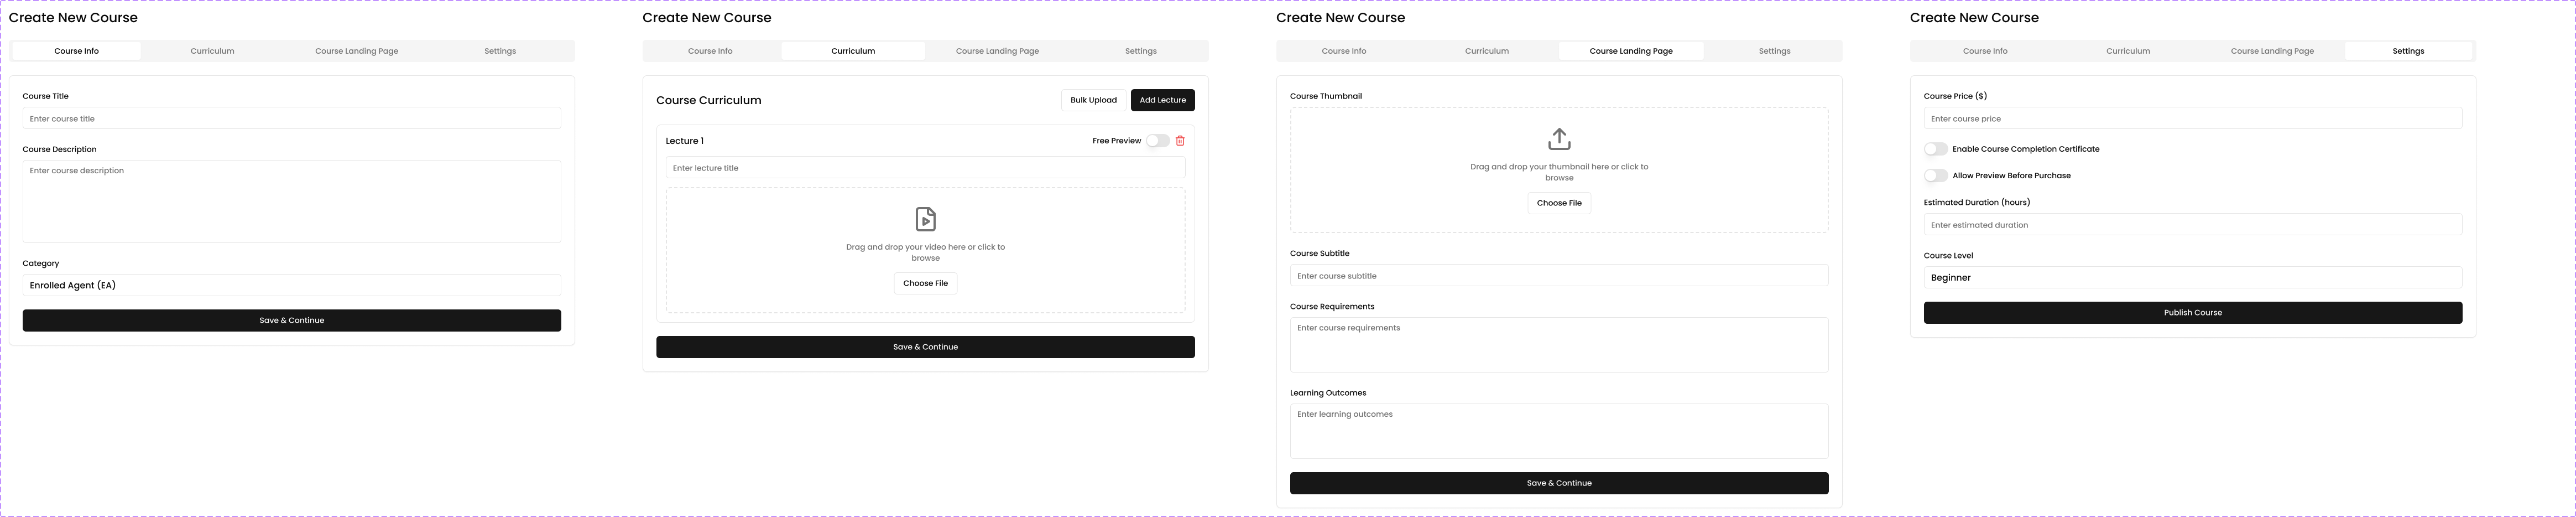 Create New Course
Course Info
Curriculum
Course Landing Page
Settings
Course Title
Enter course title
Course Description
Enter course description
Category
Enrolled Agent (EA)
Save & Continue
Create New Course
Course Info
Curriculum
Course Landing Page
Settings
Course Curriculum
Bulk Upload
Add Lecture
Lecture 1
Free Preview
Enter lecture title
Drag and drop your video here or click to
browse
Choose File
Save & Continue
Create New Course
Course Info
Curriculum
Course Landing Page
Settings
Course Thumbnail
Drag and drop your thumbnail here or click to
browse
Choose File
Course Subtitle
Enter course subtitle
Course Requirements
Enter course requirements
Learning Outcomes
Enter learning outcomes
Save & Continue
Create New Course
Course Info
Curriculum
Course Landing Page
Settings
Course Price ($)
Enter course price
Enable Course Completion Certificate
Allow Preview Before Purchase
Estimated Duration (hours)
Enter estimated duration
Course Level
Beginner
Publish Course